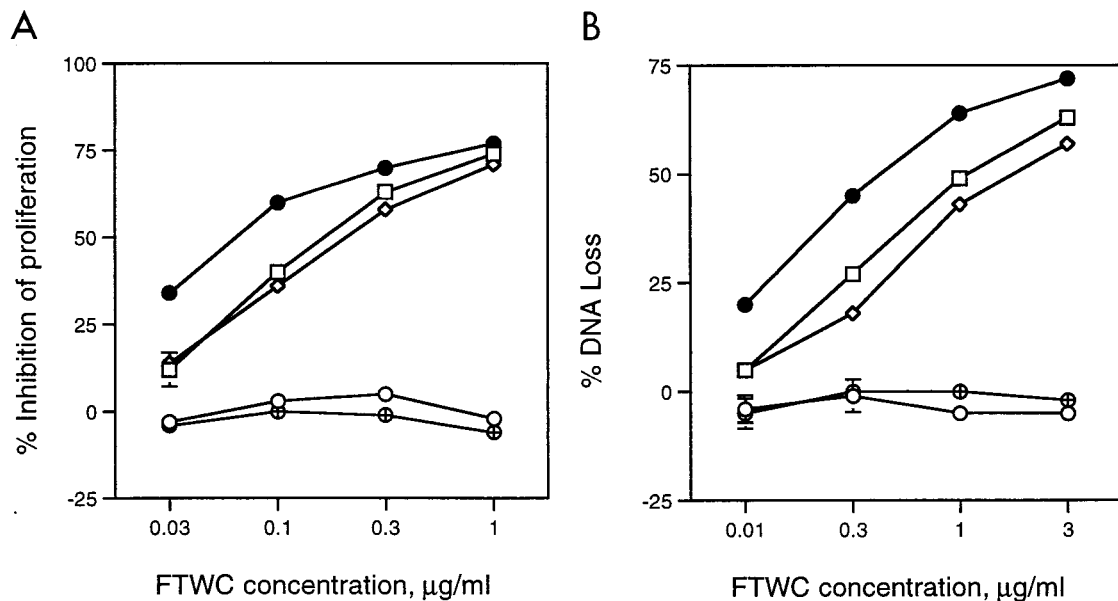 A
% Inhibition of proliferation
100
75
50
25
0
-25
0.03 0.1 0.3 1
FTWC concentration, μg/ml
B
% DNA Loss
75
50
25
0
-25
0.01 0.3 1 3
FTWC concentration, μg/ml